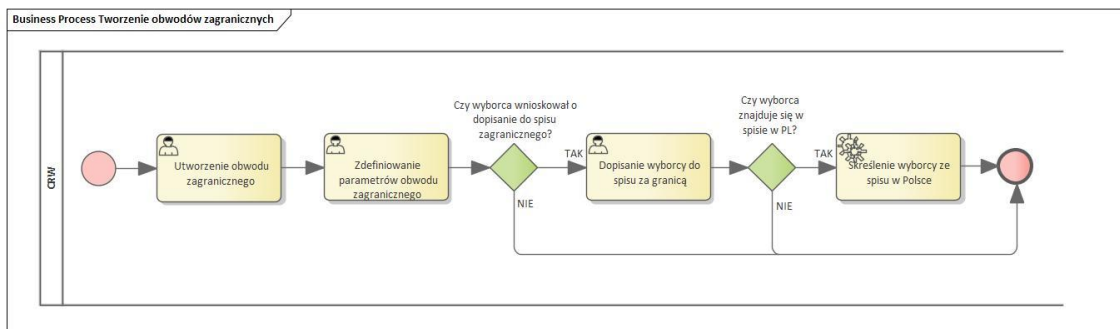 Business Process Tworzenie obwodów zagranicznych
CRW
Utworzenie obwodu
zagranicznego
Zdefiniowanie
parametrów obwodu
zagranicznego
Czy wyborca wnioskował o
dopisanie do spisu
zagranicznego?
TAK
NIE
Dopisanie wyborcy do
spisu za granicą
Czy wyborca
znajduje się w
spisie w PL?
TAK
NIE
Skreślenie wyborcy ze
spisu w Polsce